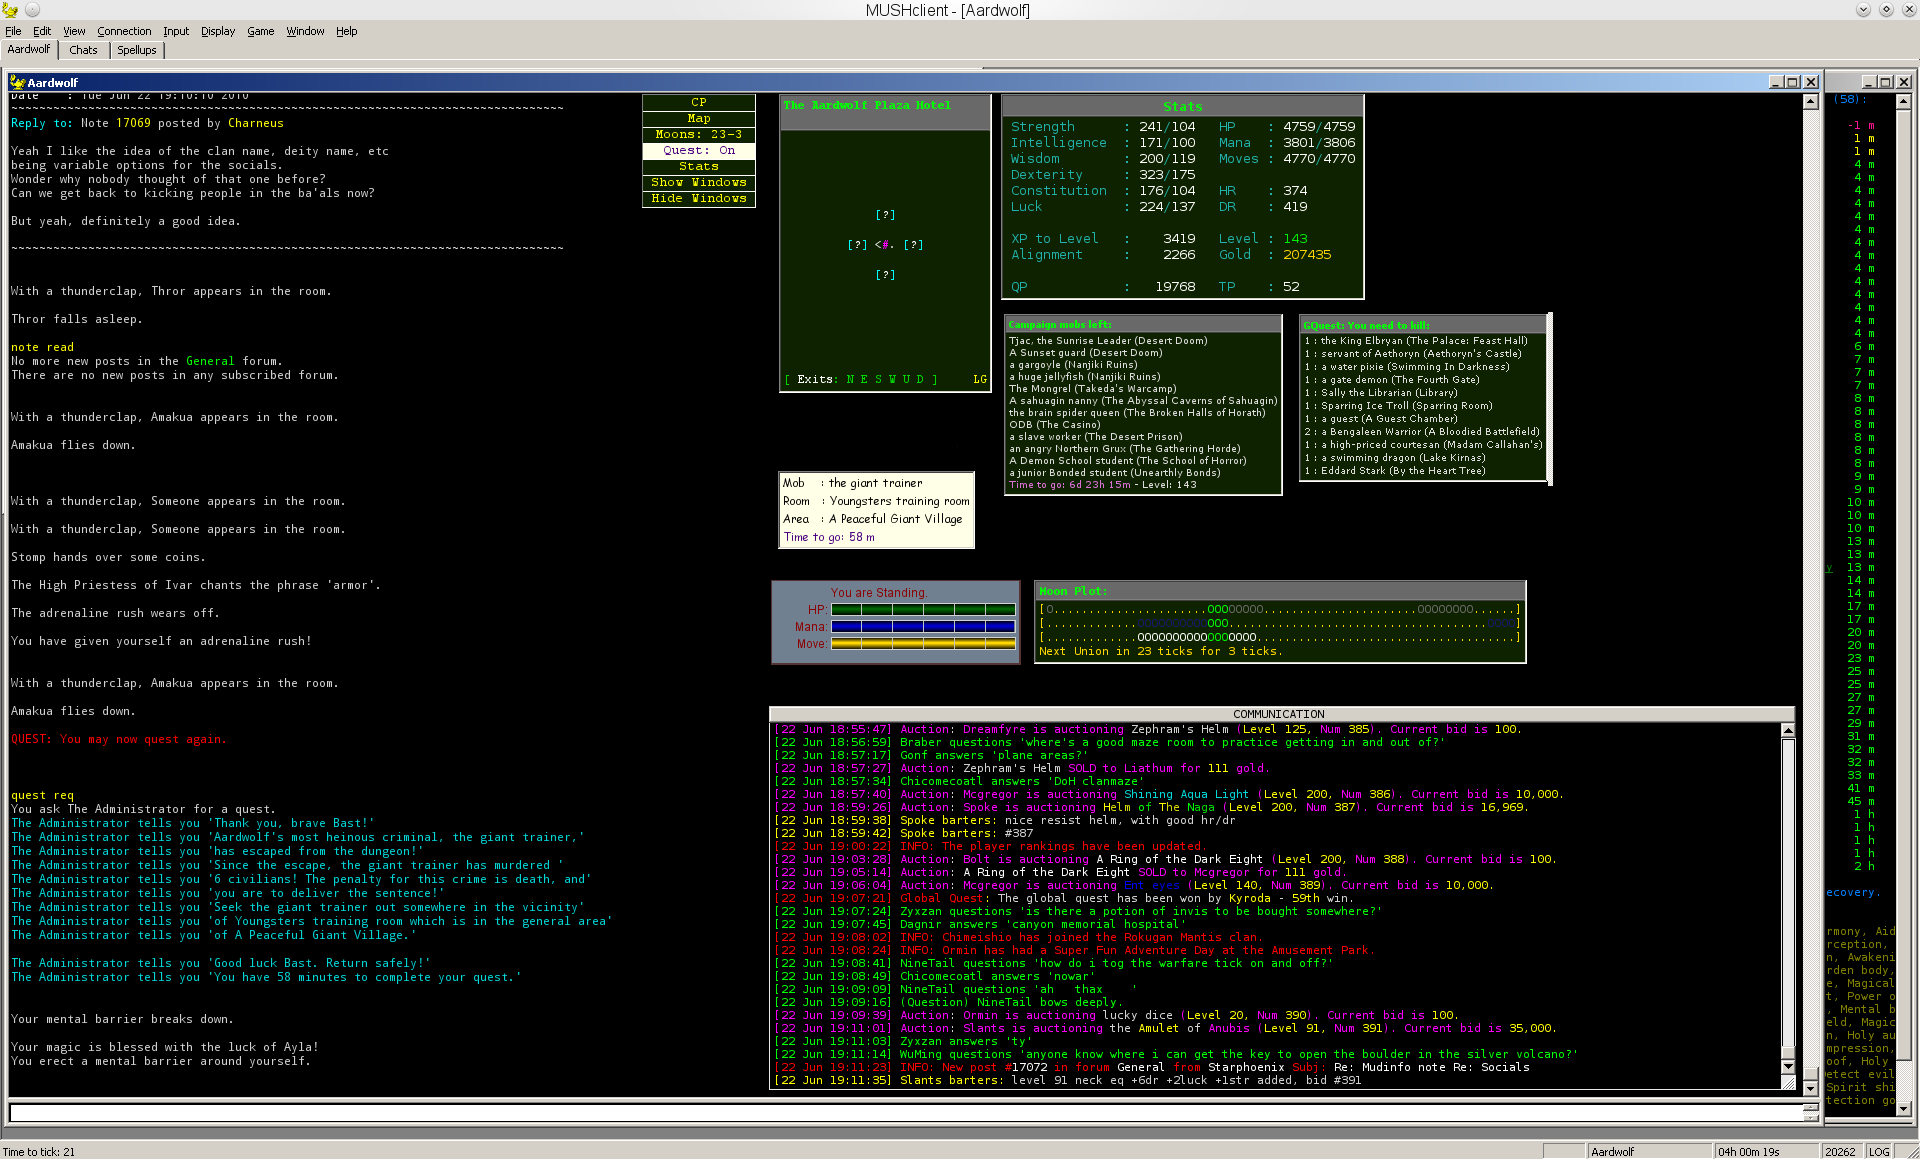 MUSHclient - [Aardwolf]
File Edit View Connection Input Display Game Window Help
Aardwolf Chats Spellups
Aardwolf
Date : Tue Jun 22 19:10:10 2010
~~~~~~~~~~~~~~~~~~~~~~~~~~~~~~~~~~~~~~~~~~~~~~~~~~~~~~~~~~~~~~~~~~~~~~~~~~~~~~~
Reply to: Note 17069 posted by Charneus
Yeah I like the idea of the clan name, deity name, etc
being variable options for the socials.
Wonder why nobody thought of that one before?
Can we get back to kicking people in the ba'als now?
But yeah, definitely a good idea.
~~~~~~~~~~~~~~~~~~~~~~~~~~~~~~~~~~~~~~~~~~~~~~~~~~~~~~~~~~~~~~~~~~~~~~~~~~~~~~~
With a thunderclap, Thror appears in the room.
Thror falls asleep.
note read
No more new posts in the General forum.
There are no new posts in any subscribed forum.
With a thunderclap, Amakua appears in the room.
Amakua flies down.
With a thunderclap, Someone appears in the room.
With a thunderclap, Someone appears in the room.
Stomp hands over some coins.
The High Priestess of Ivar chants the phrase 'armor'.
The adrenaline rush wears off.
You have given yourself an adrenaline rush!
With a thunderclap, Amakua appears in the room.
Amakua flies down.
QUEST: You may now quest again.
quest req
You ask The Administrator for a quest.
The Administrator tells you 'Thank you, brave Bast!'
The Administrator tells you 'Aardwolf's most heinous criminal, the giant trainer,'
The Administrator tells you 'has escaped from the dungeon!'
The Administrator tells you 'Since the escape, the giant trainer has murdered '
The Administrator tells you '6 civilians! The penalty for this crime is death, and'
The Administrator tells you 'you are to deliver the sentence!'
The Administrator tells you 'Seek the giant trainer out somewhere in the vicinity'
The Administrator tells you 'of Youngsters training room which is in the general area'
The Administrator tells you 'of A Peaceful Giant Village.'
The Administrator tells you 'Good luck Bast. Return safely!'
The Administrator tells you 'You have 58 minutes to complete your quest.'
Your mental barrier breaks down.
Your magic is blessed with the luck of Ayla!
You erect a mental barrier around yourself.
CP
Map
Moons: 23-3
Quest: On
Stats
Show Windows
Hide Windows
The Aardwolf Plaza Hotel
[?]
[?] <#. [?]
[?]
[ Exits: N E S W U D ] LG
Stats
Strength : 241/104 HP : 4759/4759
Intelligence : 171/100 Mana : 3801/3806
Wisdom : 200/119 Moves : 4770/4770
Dexterity : 323/175
Constitution : 176/104 HR : 374
Luck : 224/137 DR : 419
XP to Level : 3419 Level : 143
Alignment : 2266 Gold : 207435
QP : 19768 TP : 52
Campaign mobs left:
Tjac, the Sunrise Leader (Desert Doom)
A Sunset guard (Desert Doom)
a gargoyle (Nanjiki Ruins)
a huge jellyfish (Nanjiki Ruins)
The Mongrel (Takeda's Warcamp)
A sahuagin nanny (The Abyssal Caverns of Sahuagin)
the brain spider queen (The Broken Halls of Horath)
ODB (The Casino)
a slave worker (The Desert Prison)
an angry Northern Grux (The Gathering Horde)
A Demon School student (The School of Horror)
a junior Bonded student (Unearthly Bonds)
Time to go: 6d 23h 15m - Level: 143
GQuest: You need to kill:
1 : the King Elbryan (The Palace: Feast Hall)
1 : servant of Aethoryn (Aethoryn's Castle)
1 : a water pixie (Swimming In Darkness)
1 : a gate demon (The Fourth Gate)
1 : Sally the Librarian (Library)
1 : Sparring Ice Troll (Sparring Room)
1 : a guest (A Guest Chamber)
2 : a Bengaleen Warrior (A Bloodied Battlefield)
1 : a high-priced courtesan (Madam Callahan's)
1 : a swimming dragon (Lake Kirnas)
1 : Eddard Stark (By the Heart Tree)
Mob : the giant trainer
Room : Youngsters training room
Area : A Peaceful Giant Village
Time to go: 58 m
You are Standing.
HP:
Mana:
Move:
Moon Plot:
Next Union in 23 ticks for 3 ticks.
COMMUNICATION
[22 Jun 18:55:47] Auction: Dreamfyre is auctioning Zephram's Helm (Level 125, Num 385). Current bid is 100.
[22 Jun 18:56:59] Braber questions 'where's a good maze room to practice getting in and out of?'
[22 Jun 18:57:17] Gonf answers 'plane areas?'
[22 Jun 18:57:27] Auction: Zephram's Helm SOLD to Liathum for 111 gold.
[22 Jun 18:57:34] Chicomecoatl answers 'DoH clanmaze'
[22 Jun 18:57:40] Auction: Mcgregor is auctioning Shining Aqua Light (Level 200, Num 386). Current bid is 10,000.
[22 Jun 18:59:26] Auction: Spoke is auctioning Helm of The Naga (Level 200, Num 387). Current bid is 16,969.
[22 Jun 18:59:38] Spoke barters: nice resist helm, with good hr/dr
[22 Jun 18:59:42] Spoke barters: #387
[22 Jun 19:00:22] INFO: The player rankings have been updated.
[22 Jun 19:03:28] Auction: Bolt is auctioning A Ring of the Dark Eight (Level 200, Num 388). Current bid is 100.
[22 Jun 19:05:14] Auction: A Ring of the Dark Eight SOLD to Mcgregor for 111 gold.
[22 Jun 19:06:04] Auction: Mcgregor is auctioning Ent eyes (Level 140, Num 389). Current bid is 10,000.
[22 Jun 19:07:21] Global Quest: The global quest has been won by Kyroda - 59th win.
[22 Jun 19:07:24] Zyxzan questions 'is there a potion of invis to be bought somewhere?'
[22 Jun 19:07:45] Dagnir answers 'canyon memorial hospital'
[22 Jun 19:08:02] INFO: Chimeishio has joined the Rokugan Mantis clan.
[22 Jun 19:08:24] INFO: Ormin has had a Super Fun Adventure Day at the Amusement Park.
[22 Jun 19:08:41] NineTail questions 'how do i tog the warfare tick on and off?'
[22 Jun 19:08:49] Chicomecoatl answers 'nowar'
[22 Jun 19:09:09] NineTail questions 'ah   thax    '
[22 Jun 19:09:16] (Question) NineTail bows deeply.
[22 Jun 19:09:39] Auction: Ormin is auctioning lucky dice (Level 20, Num 390). Current bid is 100.
[22 Jun 19:11:01] Auction: Slants is auctioning the Amulet of Anubis (Level 91, Num 391). Current bid is 35,000.
[22 Jun 19:11:03] Zyxzan answers 'ty'
[22 Jun 19:11:14] WuMing questions 'anyone know where i can get the key to open the boulder in the silver volcano?'
[22 Jun 19:11:29] INFO: New post #17072 in forum General from Starphoenix Subj: Re: Mudinfo note Re: Socials
[22 Jun 19:11:35] Slants barters: level 91 neck eq +6dr +2luck +1str added, bid #391
(58):
-1 m
1 m
1 m
4 m
4 m
4 m
4 m
4 m
4 m
4 m
4 m
4 m
4 m
4 m
4 m
4 m
4 m
6 m
7 m
7 m
7 m
8 m
8 m
8 m
8 m
8 m
8 m
9 m
9 m
10 m
10 m
10 m
13 m
13 m
13 m
14 m
14 m
17 m
17 m
20 m
20 m
23 m
25 m
25 m
27 m
29 m
31 m
32 m
32 m
33 m
41 m
45 m
1 h
1 h
1 h
1 h
2 h
ecovery.
rmony, Aid
rception,
n, Awakeni
rden body,
e, Magical
t, Power o
, Mental b
eld, Magic
n, Holy au
mpression,
oof, Holy
etect evil
Spirit shi
tection go
Time to tick: 21
Aardwolf
04h 00m 19s
20262
LOG